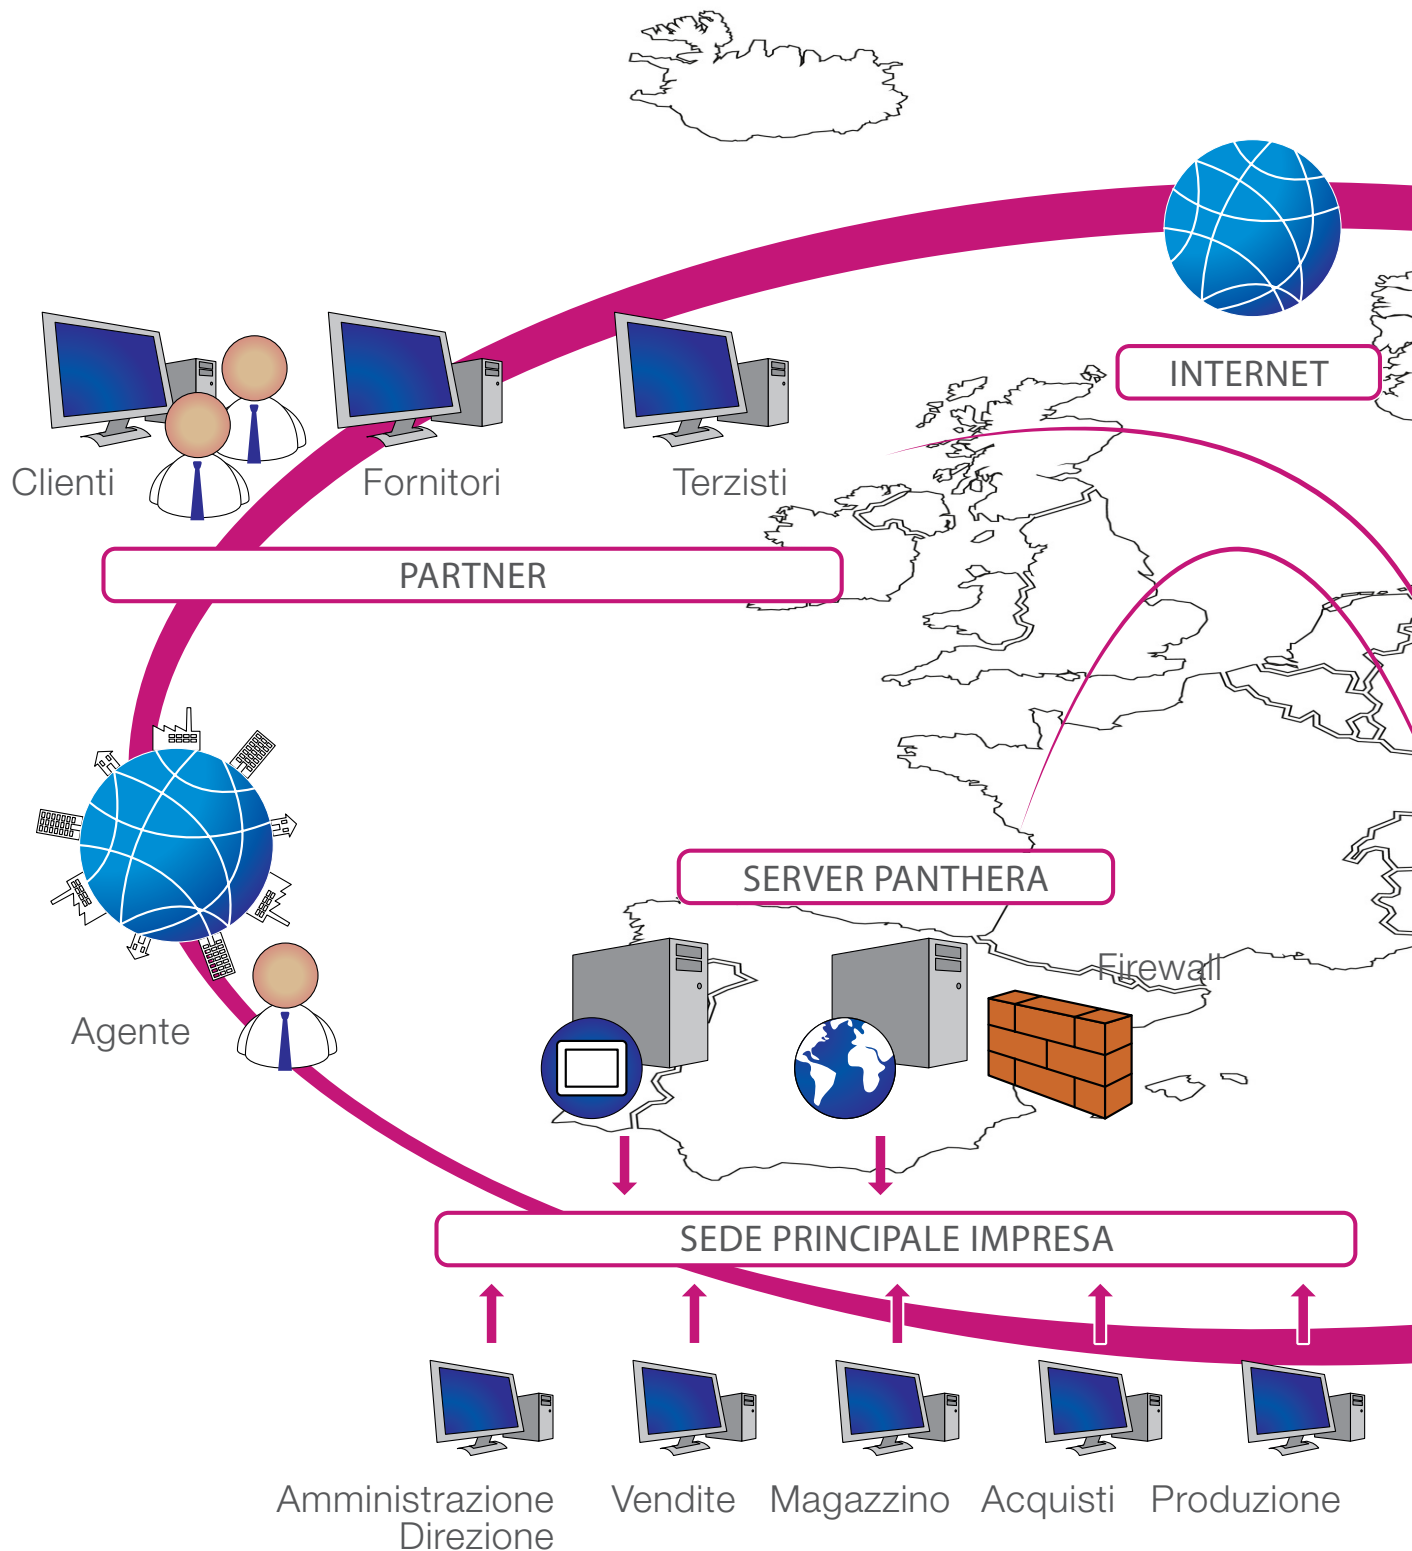 INTERNET
Clienti
Fornitori
Terzisti
PARTNER
SERVER PANTHERA
Firewall
Agente
SEDE PRINCIPALE IMPRESA
Amministrazione
Direzione
Vendite
Magazzino
Acquisti
Produzione